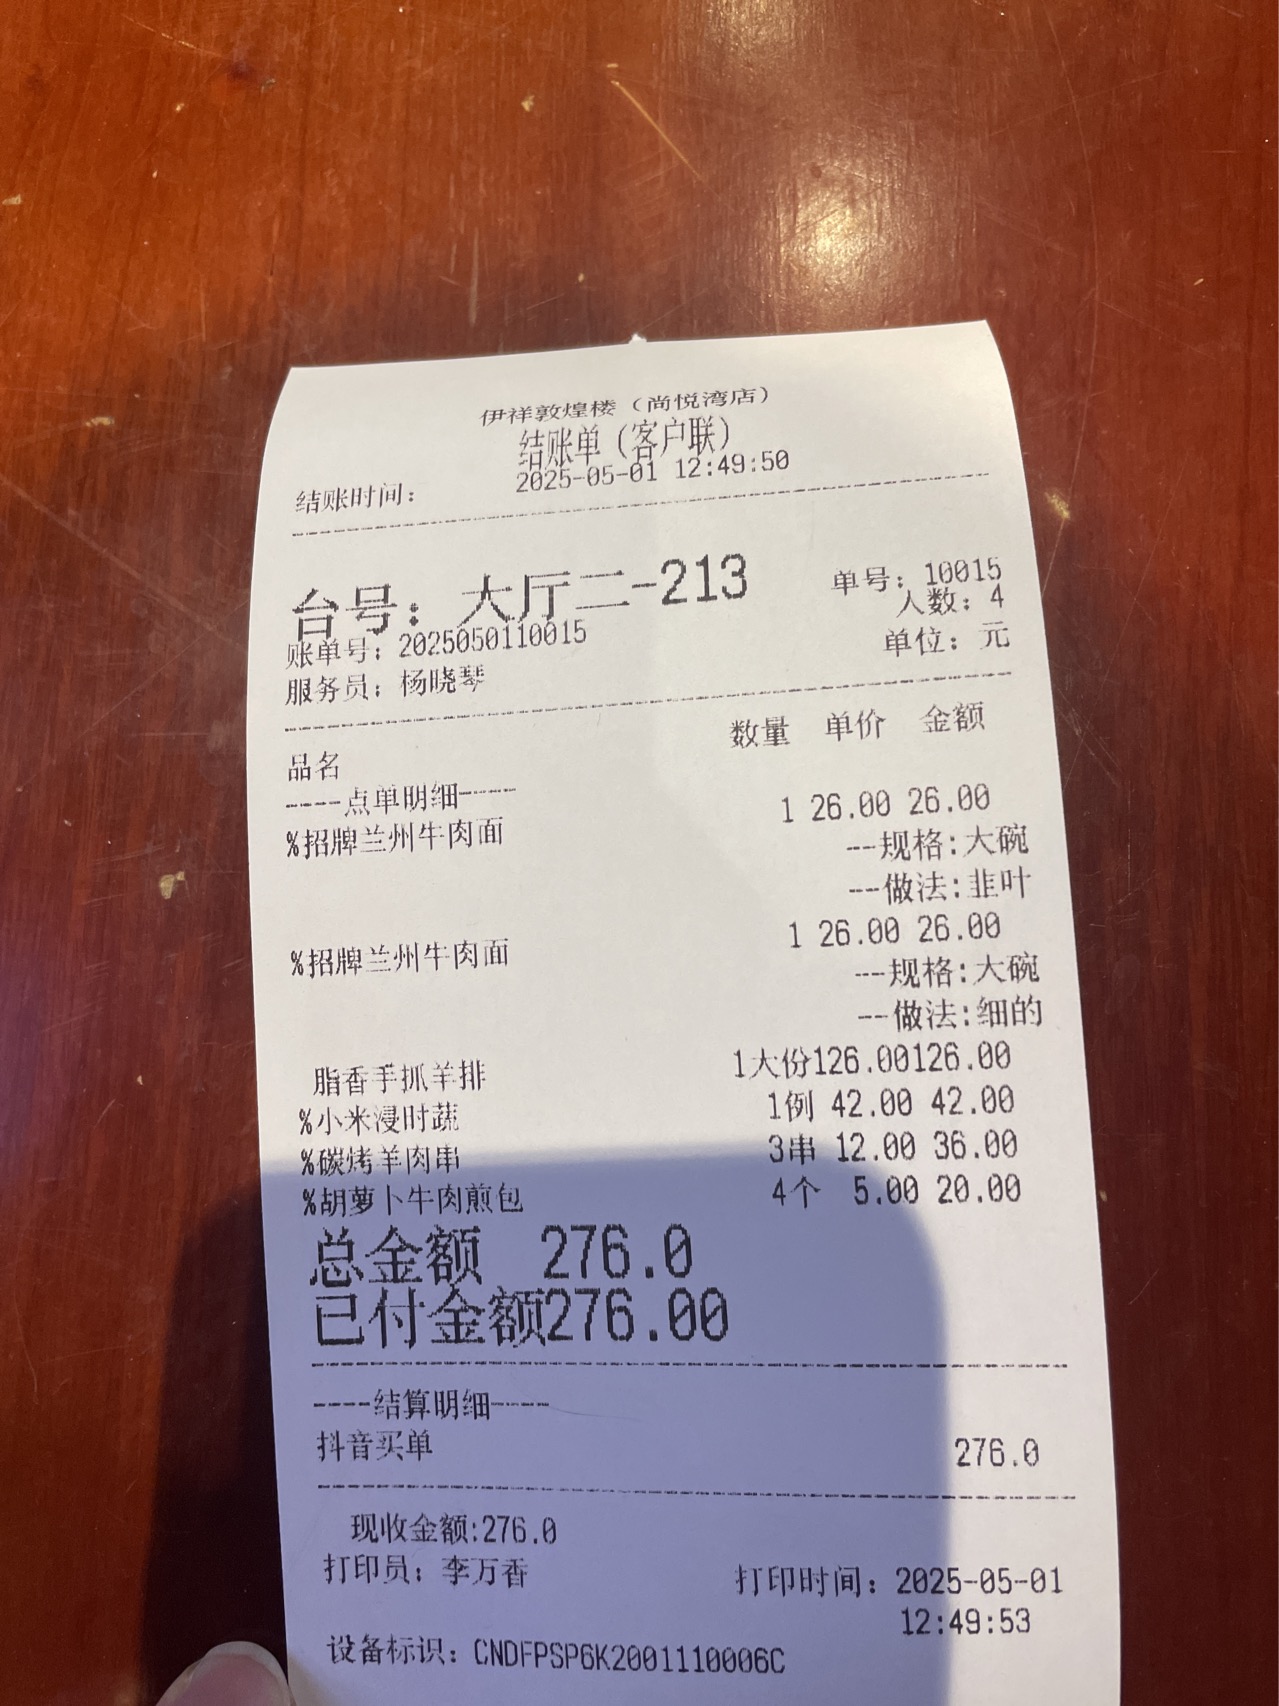 伊祥敦煌楼（尚悦湾店）
结账单（客户联）
结账时间： 2025-05-01 12:49:50
台号：大厅二-213 单号：10015
人数：4
账单号：2025050110015 单位：元
服务员：杨晓琴
品名 数量 单价 金额
----点单明细----
%招牌兰州牛肉面 1 26.00 26.00
--规格:大碗
--做法:韭叶
%招牌兰州牛肉面 1 26.00 26.00
--规格:大碗
--做法:细的
脂香手抓羊排 1大份126.00126.00
%小米浸时蔬 1例 42.00 42.00
%碳烤羊肉串 3串 12.00 36.00
%胡萝卜牛肉煎包 4个 5.00 20.00
总金额 276.0
已付金额276.00
----结算明细----
抖音买单 276.0
现收金额:276.0
打印员：李万香 打印时间：2025-05-01
12:49:53
设备标识：CNDFPSP6K2001110006C